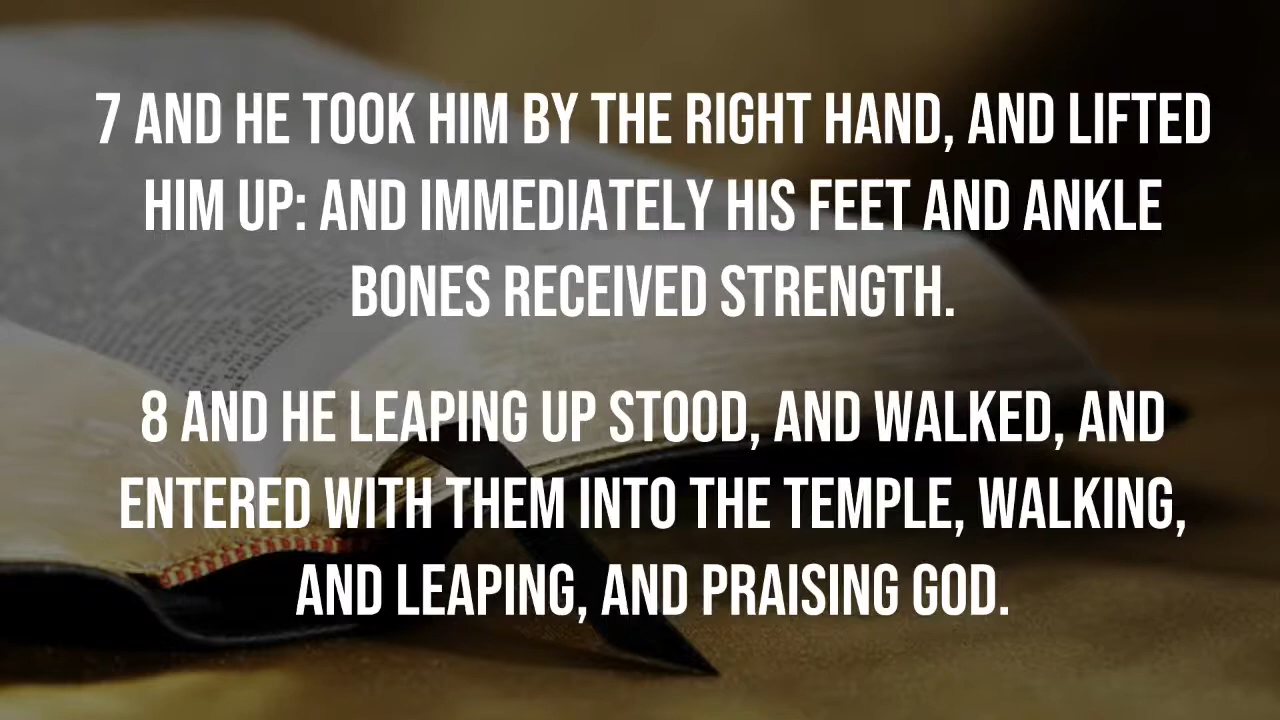 7 AND HE TOOK HIM BY THE RIGHT HAND, AND LIFTED
HIM UP: AND IMMEDIATELY HIS FEET AND ANKLE
BONES RECEIVED STRENGTH.
8 AND HE LEAPING UP STOOD, AND WALKED, AND
ENTERED WITH THEM INTO THE TEMPLE, WALKING,
AND LEAPING, AND PRAISING GOD.